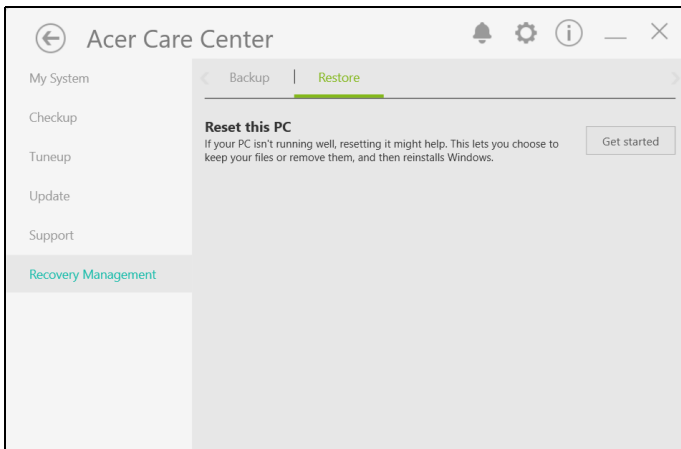 Acer Care Center
My System
Backup
Restore
Checkup
Reset this PC
If your PC isn't running well, resetting it might help. This lets you choose to
keep your files or remove them, and then reinstalls Windows.
Get started
Tuneup
Update
Support
Recovery Management